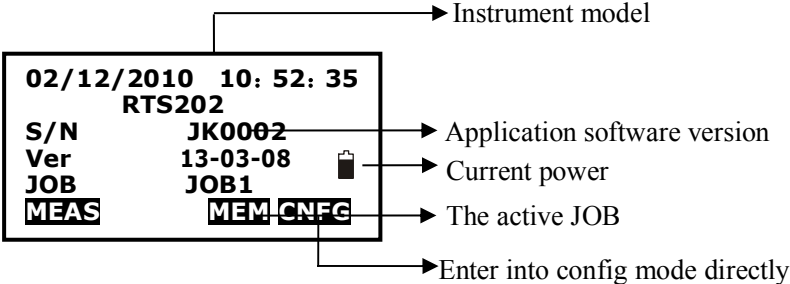 Instrument model
02/12/2010 10: 52: 35
RTS202
S/N JK0002
Application software version
Ver 13-03-08
Current power
JOB JOB1
MEAS MEM CNFG
The active JOB
Enter into config mode directly